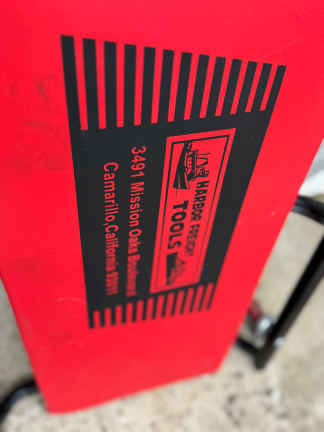 HARBOR FREIGHT
TOOLS
3491 Mission Oaks Boulevard
Camarillo,California 93011